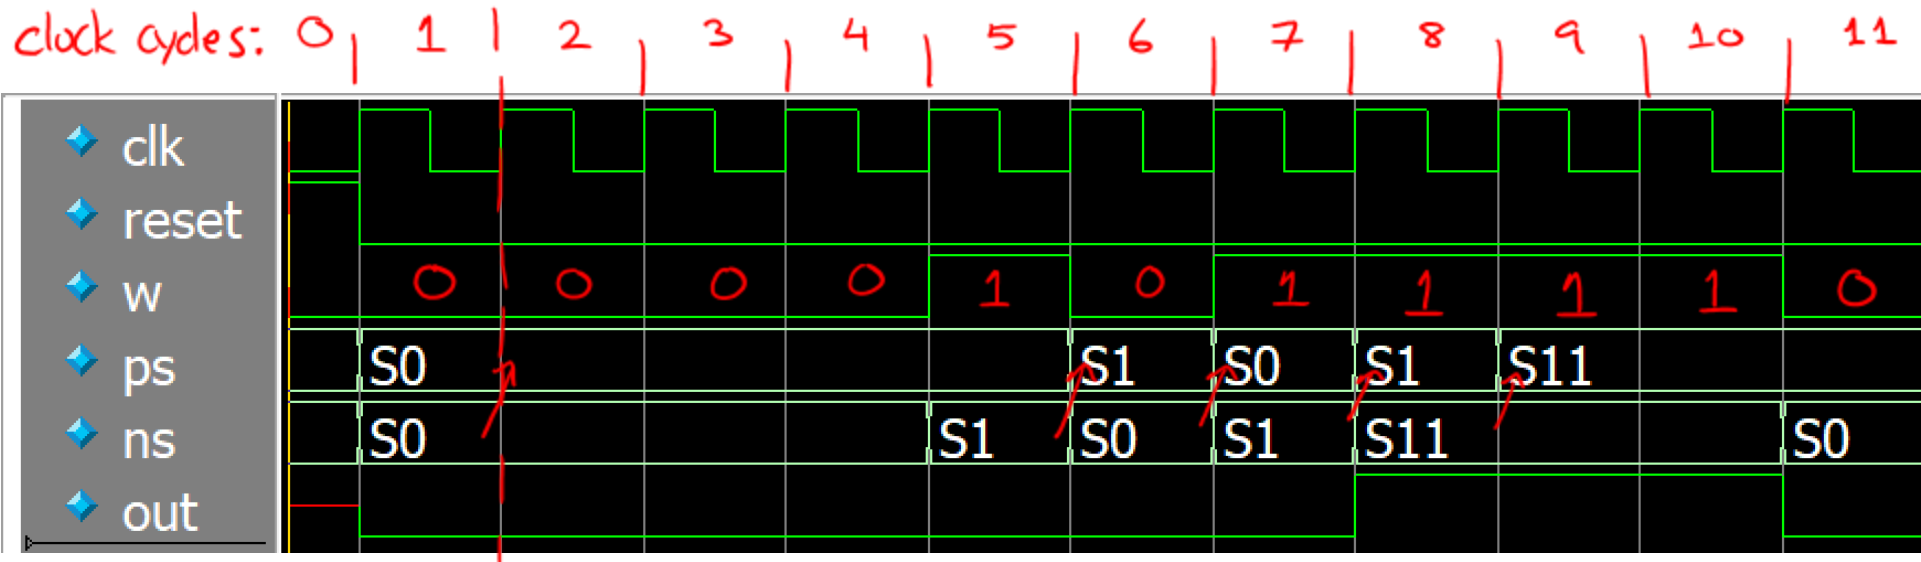 clock cycles: 0 1 2 3 4 5 6 7 8 9 10 11
clk
reset
w 0 0 0 0 1 0 1 1 1 1 0
ps S0 S1 S0 S1 S11
ns S0 S1 S0 S1 S11 S0
out